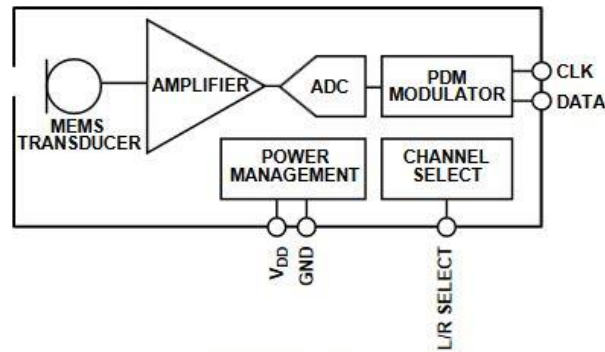 MEMS
TRANSDUCER
AMPLIFIER
ADC
PDM
MODULATOR
CLK
DATA
POWER
MANAGEMENT
CHANNEL
SELECT
VDD
GND
L/R SELECT